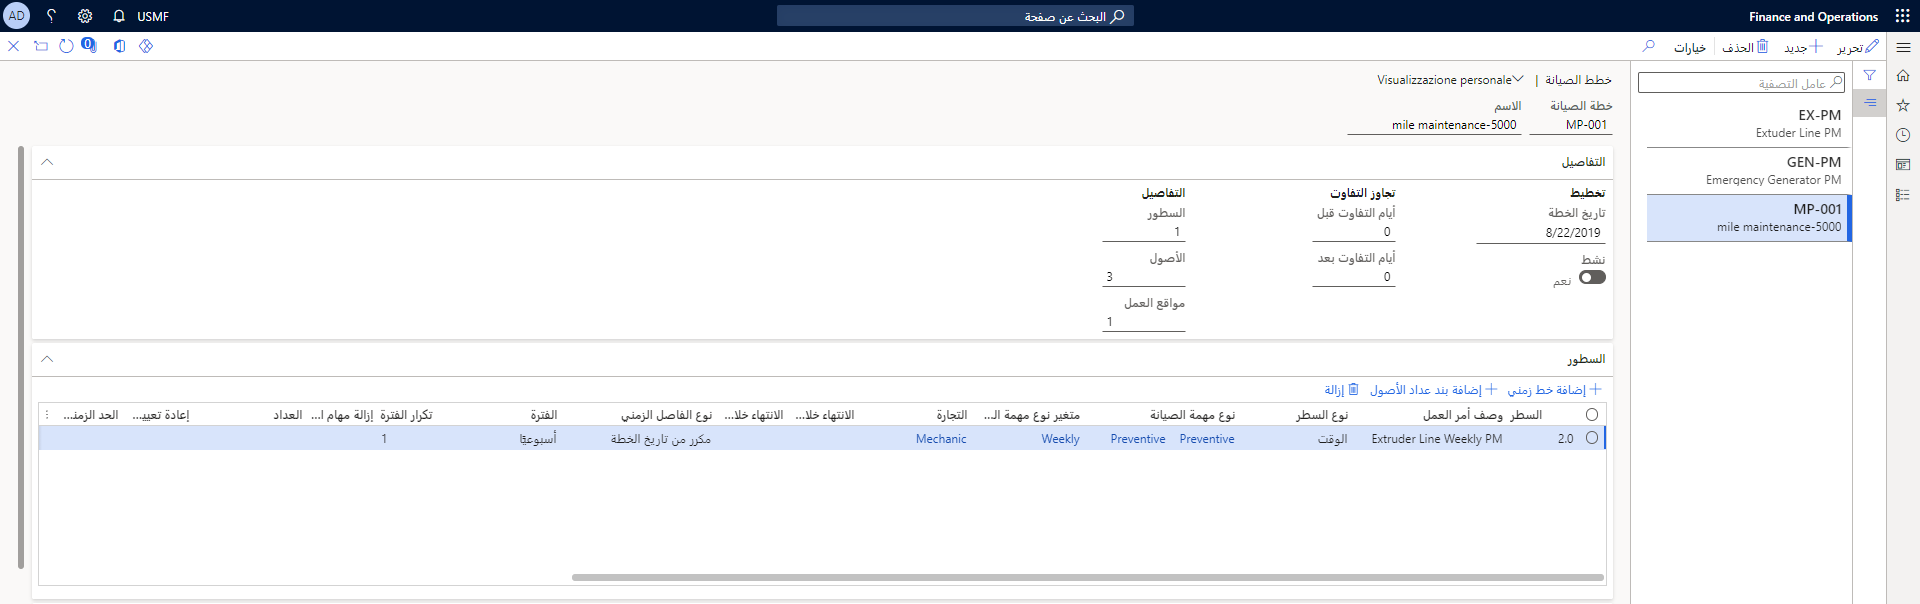 Finance and Operations
البحث عن صفحة
USMF
AD
تحرير
جديد
الحذف
خيارات
0
عامل التصفية
EX-PM
Extuder Line PM
GEN-PM
Emergency Generator PM
MP-001
mile maintenance-5000
خطط الصيانة | Visualizzazione personale
خطة الصيانة
MP-001
الاسم
mile maintenance-5000
التفاصيل
تخطيط
تاريخ الخطة
8/22/2019
نشط
نعم
تجاوز التفاوت
أيام التفاوت قبل
0
أيام التفاوت بعد
0
التفاصيل
السطور
1
الأصول
3
مواقع العمل
1
السطور
إضافة خط زمني
إضافة بند عداد الأصول
إزالة
السطر وصف أمر العمل نوع السطر نوع مهمة الصيانة متغير نوع مهمة الـ... التجارة الانتهاء خلا... الانتهاء خلا... نوع الفاصل الزمني الفترة تكرار الفترة إزالة مهام ا... العداد إعادة تعيي... الحد الزمنـ...
2.0 Extruder Line Weekly PM الوقت Preventive Preventive Weekly Mechanic مكرر من تاريخ الخطة أسبوعيًا 1